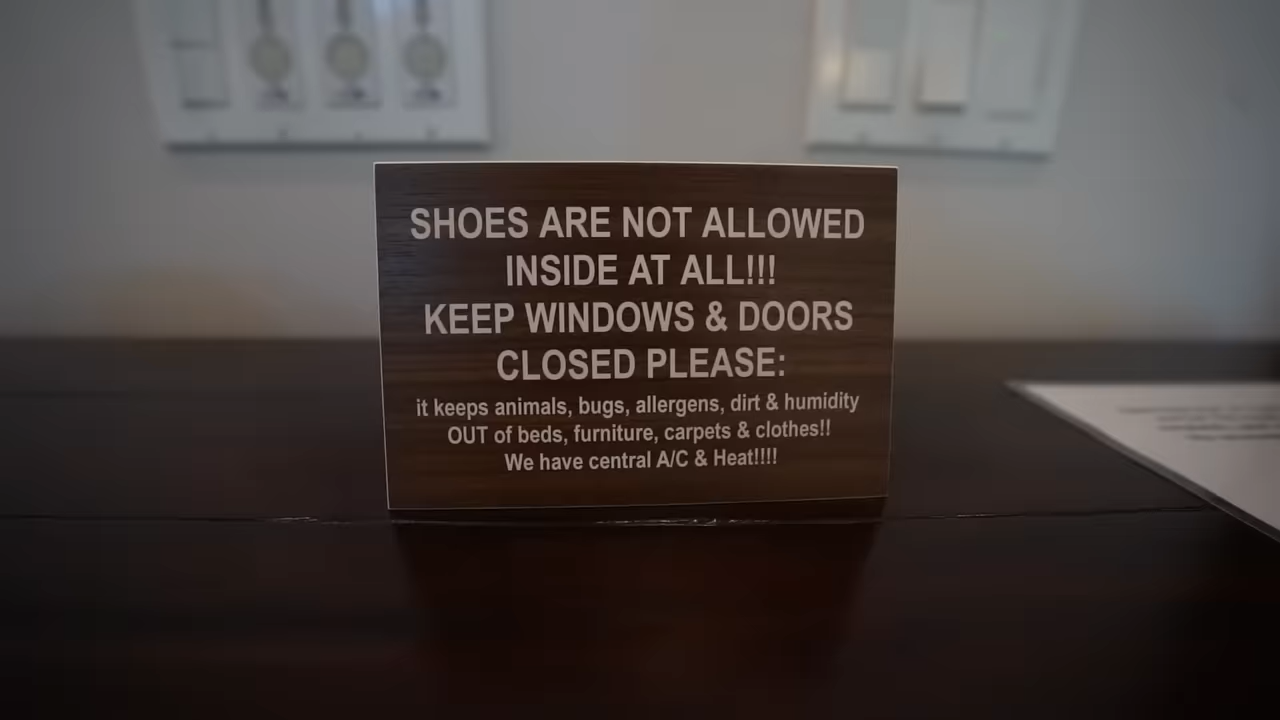 SHOES ARE NOT ALLOWED
INSIDE AT ALL!!!
KEEP WINDOWS & DOORS
CLOSED PLEASE:
it keeps animals, bugs, allergens, dirt & humidity
OUT of beds, furniture, carpets & clothes!!
We have central A/C & Heat!!!!